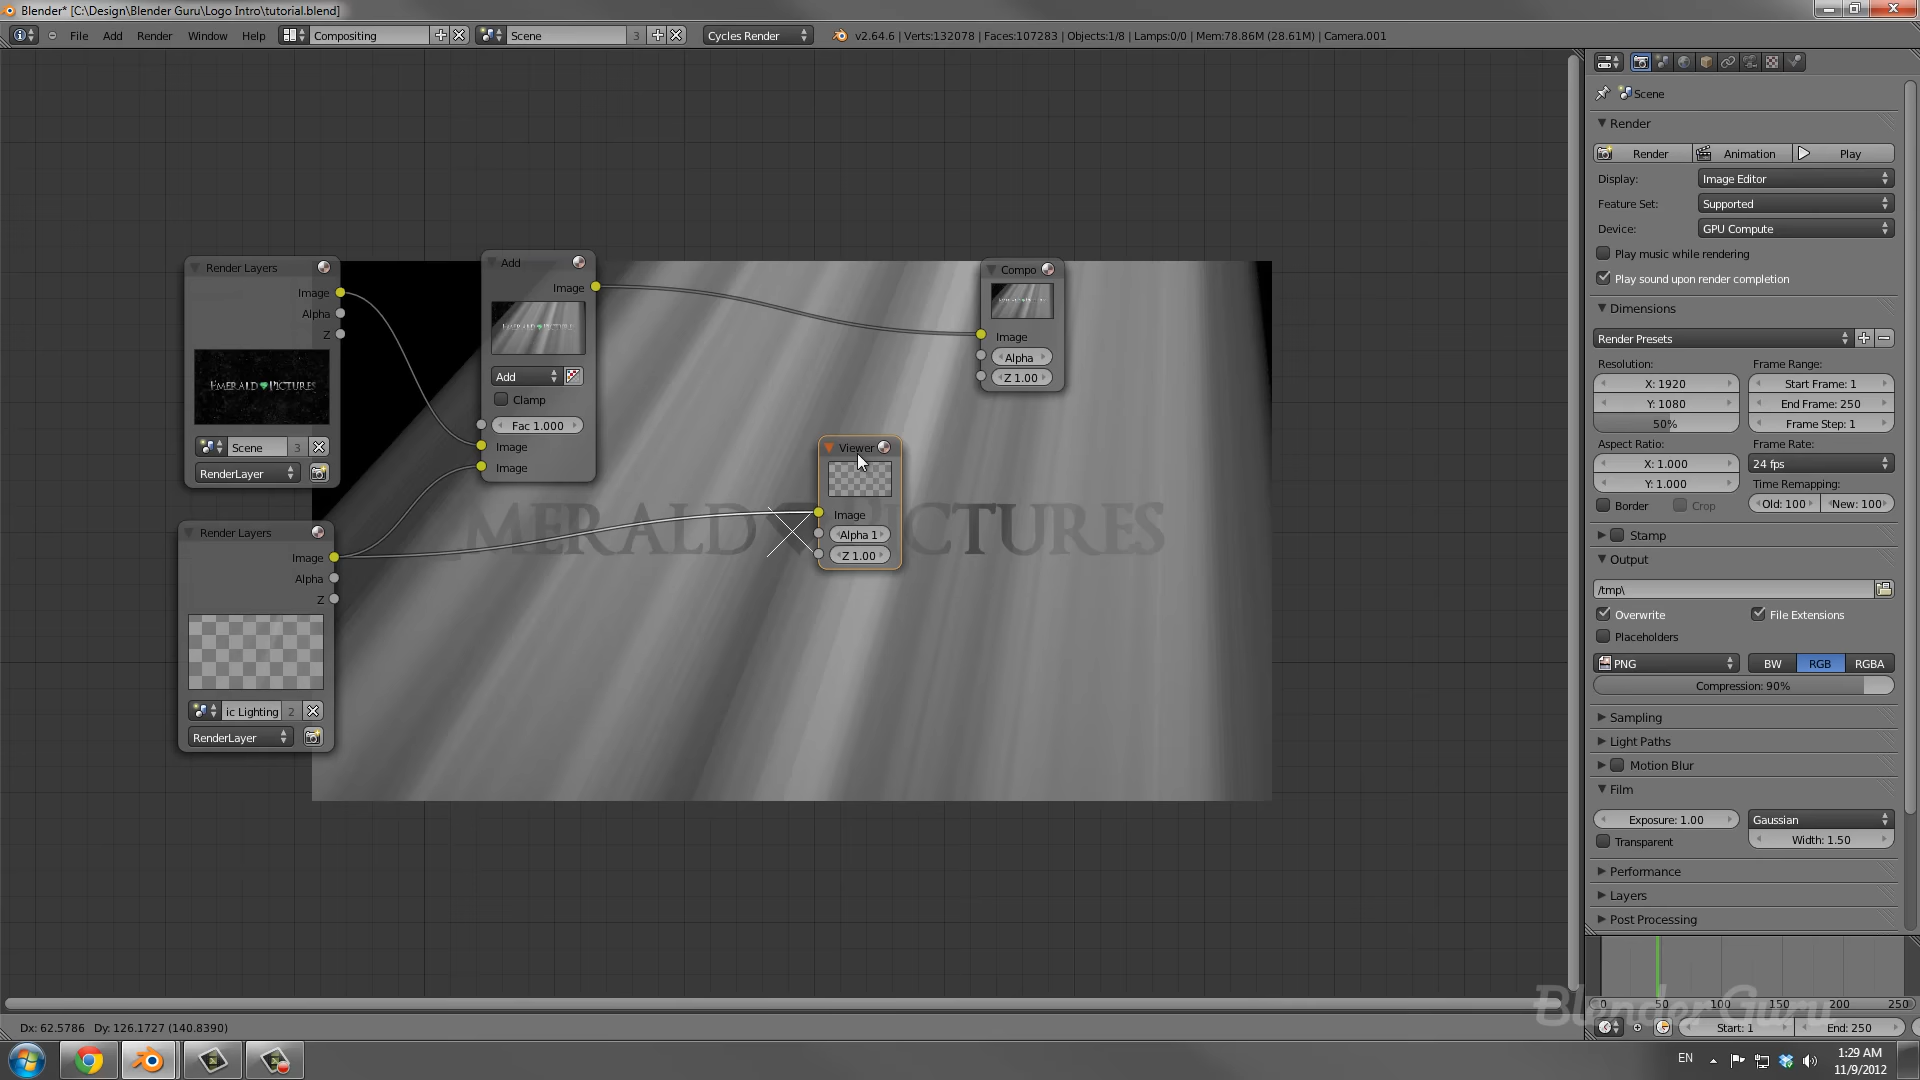 Blender* [C:\Design\Blender Guru\Logo Intro\tutorial.blend]
File Add Render Window Help Compositing Scene 3 Cycles Render v2.64.6 | Verts:132078 | Faces:107283 | Objects:1/8 | Lamps:0/0 | Mem:78.86M (28.61M) | Camera.001
Scene
Render
Render Animation Play
Display: Image Editor
Feature Set: Supported
Device: GPU Compute
Play music while rendering
Play sound upon render completion
Dimensions
Render Presets
Resolution: Frame Range:
X: 1920 Start Frame: 1
Y: 1080 End Frame: 250
50% Frame Step: 1
Aspect Ratio: Frame Rate:
X: 1.000 24 fps
Y: 1.000 Time Remapping:
Border Crop Old: 100 New: 100
Stamp
Output
/tmp\
Overwrite File Extensions
Placeholders
PNG BW RGB RGBA
Compression: 90%
Sampling
Light Paths
Motion Blur
Film
Exposure: 1.00 Gaussian
Transparent Width: 1.50
Performance
Layers
Post Processing
Render Layers
Image
Alpha
Z
EMERALD PICTURES
Scene 3
RenderLayer
Add
Image
EMERALD PICTURES
Add
Clamp
Fac 1.000
Image
Image
Compo
Image
Alpha
Z 1.00
Viewer
Image
Alpha 1
Z 1.00
MERALD PICTURES
Render Layers
Image
Alpha
Z
ic Lighting 2
RenderLayer
0 50 100 150 200 250
BlenderGuru
Start: 1 End: 250
Dx: 62.5786 Dy: 126.1727 (140.8390)
EN
1:29 AM
11/9/2012